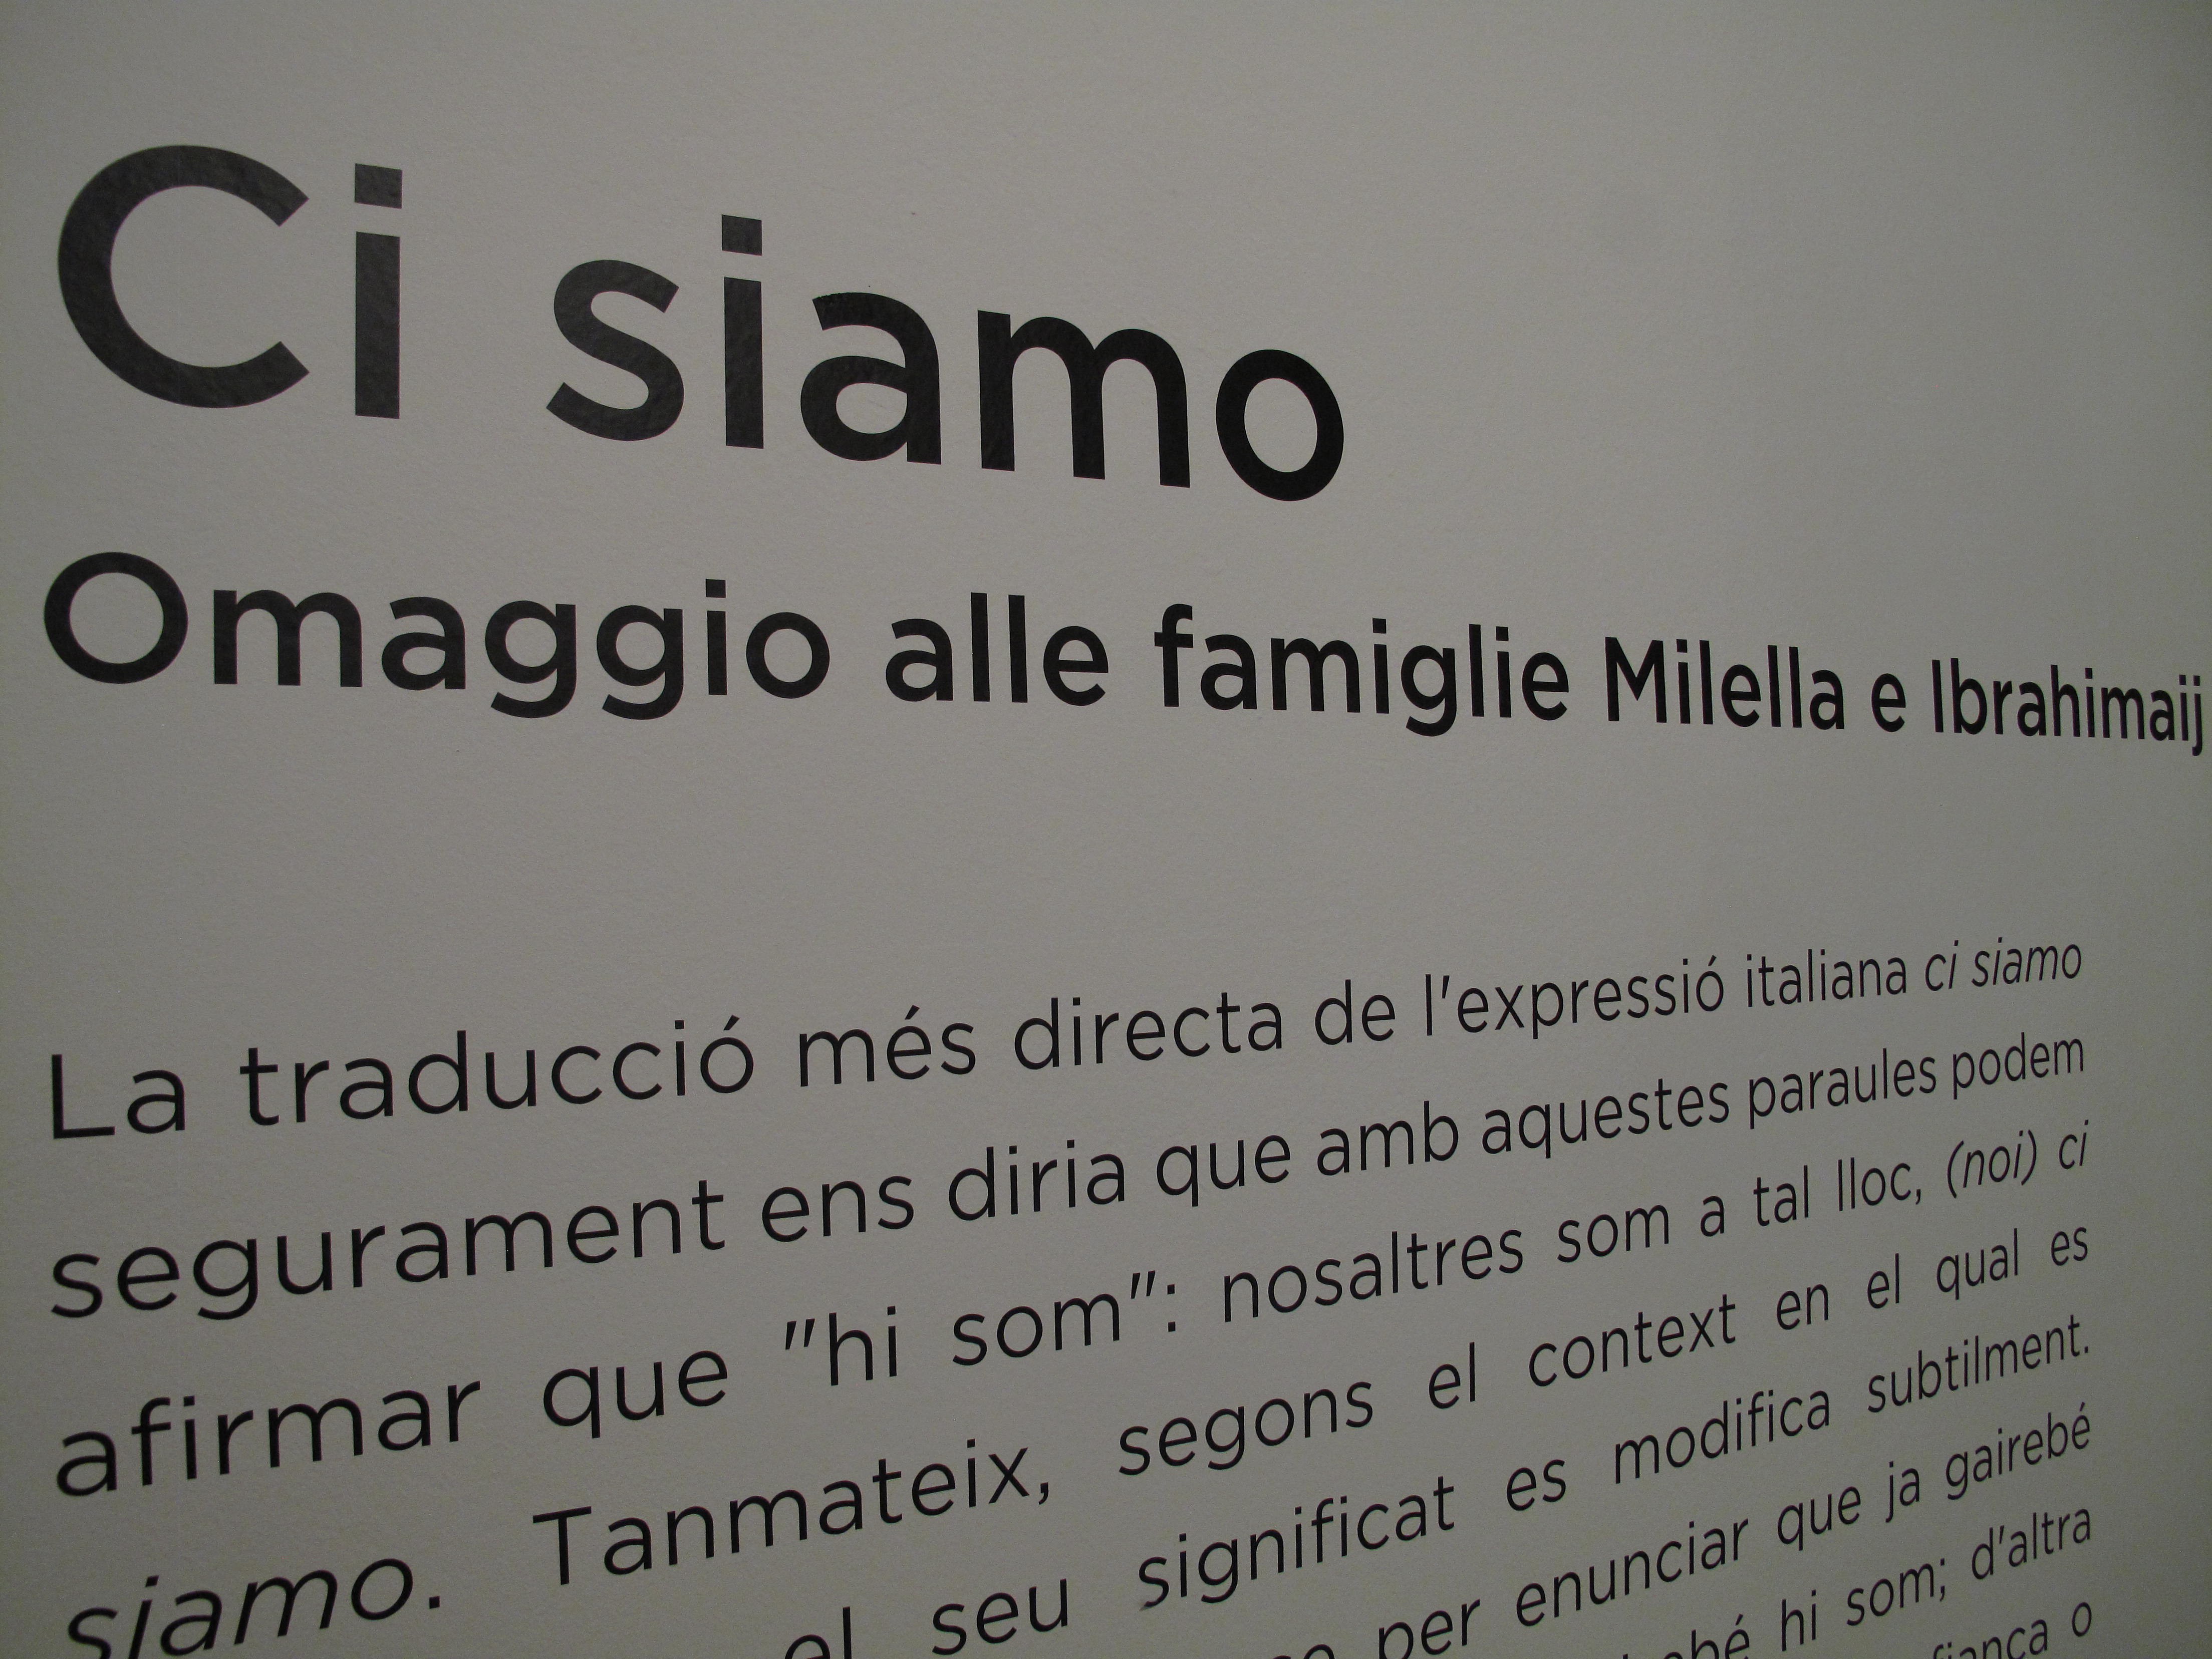 Ci siamo
Omaggio alle famiglie Milella e Ibrahimaij
La traducció més directa de l'expressió italiana ci siamo
segurament ens diria que amb aquestes paraules podem
afirmar que "hi som": nosaltres som a tal lloc, (noi) ci
siamo. Tanmateix, segons el context en el qual es
el seu significat es modifica subtilment.
per enunciar que ja gairebé
hi som; d'altra
o